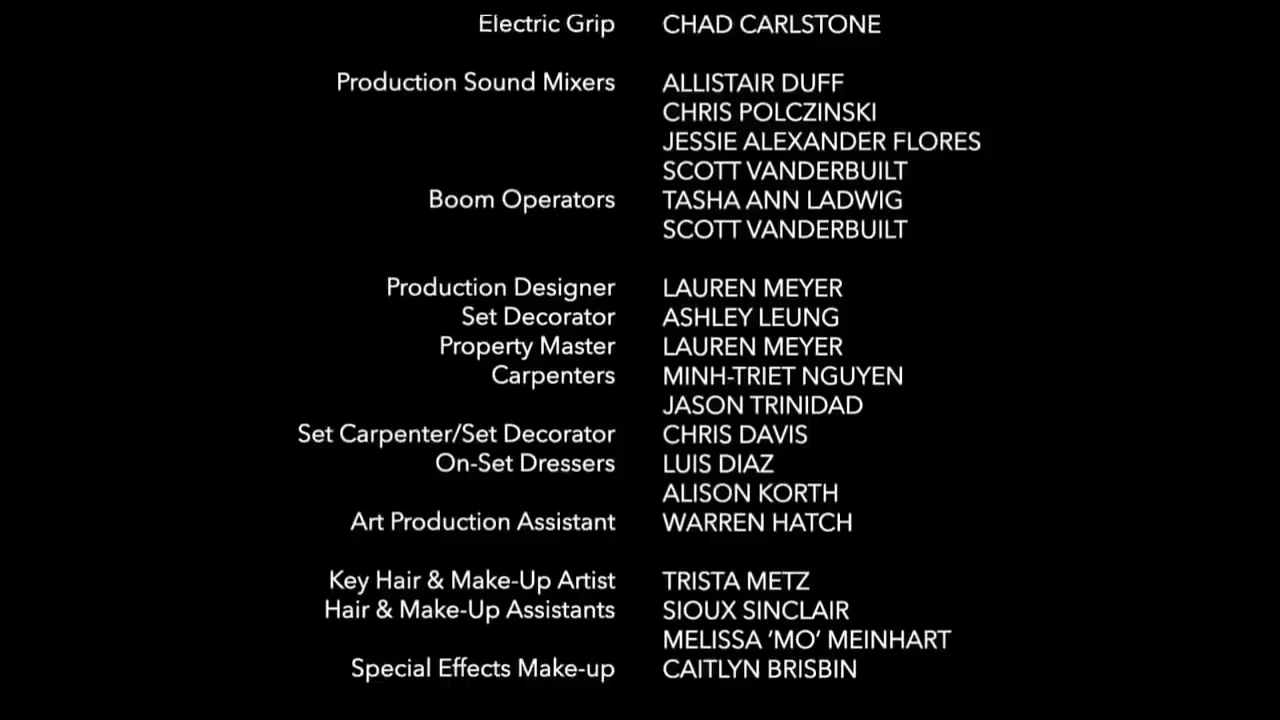 Electric Grip CHAD CARLSTONE
Production Sound Mixers ALLISTAIR DUFF
CHRIS POLCZINSKI
JESSIE ALEXANDER FLORES
SCOTT VANDERBUILT
Boom Operators TASHA ANN LADWIG
SCOTT VANDERBUILT
Production Designer LAUREN MEYER
Set Decorator ASHLEY LEUNG
Property Master LAUREN MEYER
Carpenters MINH-TRIET NGUYEN
JASON TRINIDAD
Set Carpenter/Set Decorator CHRIS DAVIS
On-Set Dressers LUIS DIAZ
ALISON KORTH
Art Production Assistant WARREN HATCH
Key Hair & Make-Up Artist TRISTA METZ
Hair & Make-Up Assistants SIOUX SINCLAIR
MELISSA ‘MO‘ MEINHART
Special Effects Make-up CAITLYN BRISBIN